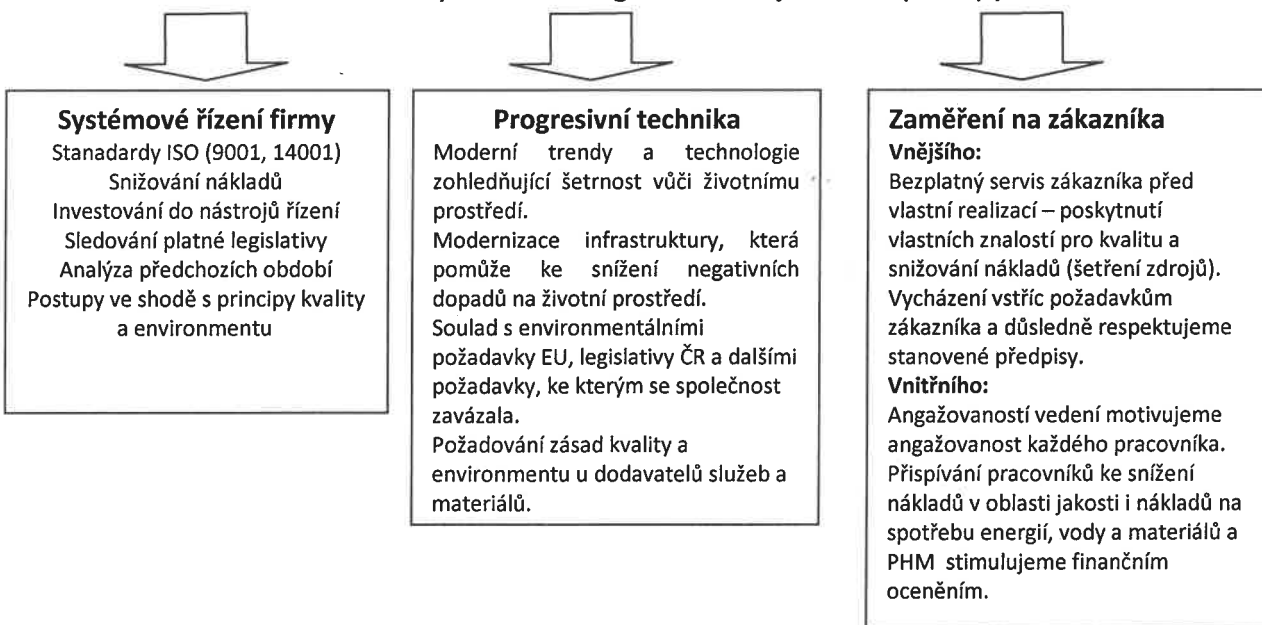 Systémové řízení firmy
Stanadardy ISO (9001, 14001)
Snižování nákladů
Investování do nástrojů řízení
Sledování platné legislativy
Analýza předchozích období
Postupy ve shodě s principy kvality
a environmentu
Progresivní technika
Moderní trendy a technologie
zohledňující šetrnost vůči životnímu
prostředí.
Modernizace infrastruktury, která
pomůže ke snížení negativních
dopadů na životní prostředí.
Soulad s environmentálními
požadavky EU, legislativy ČR a dalšími
požadavky, ke kterým se společnost
zavázala.
Požadování zásad kvality a
environmentu u dodavatelů služeb a
materiálů.
Zaměření na zákazníka
Vnějšího:
Bezplatný servis zákazníka před
vlastní realizací – poskytnutí
vlastních znalostí pro kvalitu a
snižování nákladů (šetření zdrojů).
Vycházení vstříc požadavkům
zákazníka a důsledně respektujeme
stanovené předpisy.
Vnitřního:
Angažovaností vedení motivujeme
angažovanost každého pracovníka.
Přispívání pracovníků ke snížení
nákladů v oblasti jakosti i nákladů na
spotřebu energií, vody a materiálů a
PHM stimulujeme finančním
oceněním.